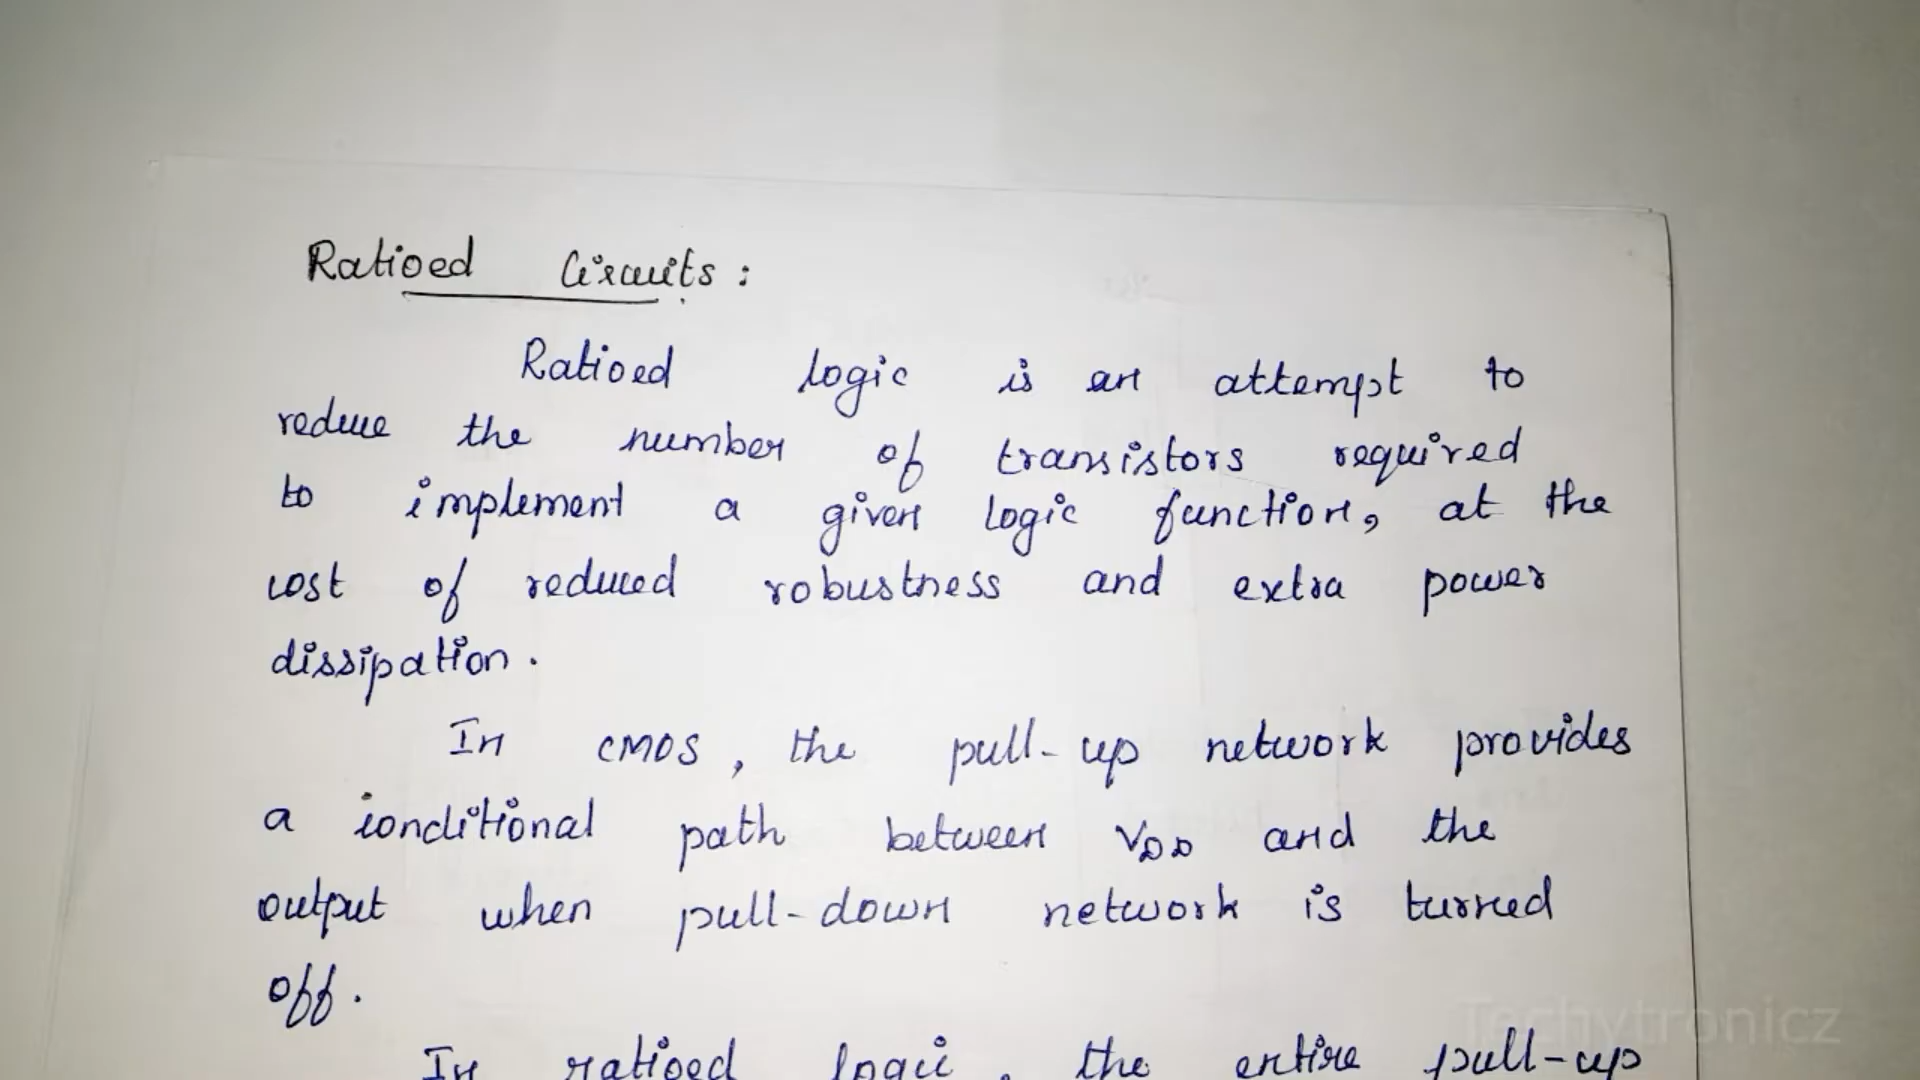 Ratioed Circuits :
Ratioed logic is an attempt to
reduce the number of transistors required
to implement a given logic function, at the
cost of reduced robustness and extra power
dissipation.
In CMOS, the pull-up network provides
a conditional path between VDD and the
output when pull-down network is turned
off.
In ratioed logic, the entire pull-up
Techytronicz